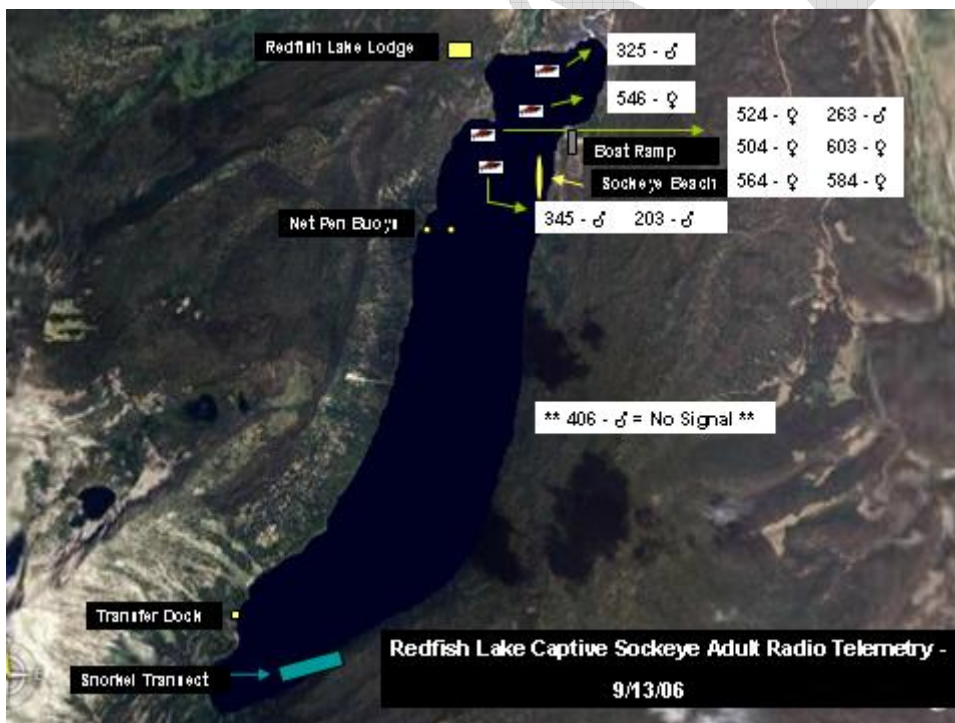 Redfish Lake Lodge
325 - ♂
546 - ♀
524 - ♀ 263 - ♂
504 - ♀ 603 - ♀
564 - ♀ 584 - ♀
Boat Ramp
Sockeye Beach
345 - ♂ 203 - ♂
Net Pen Buoys
** 406 - ♂ = No Signal **
Transfer Dock
Snorkel Transect
Redfish Lake Captive Sockeye Adult Radio Telemetry -
9/13/06